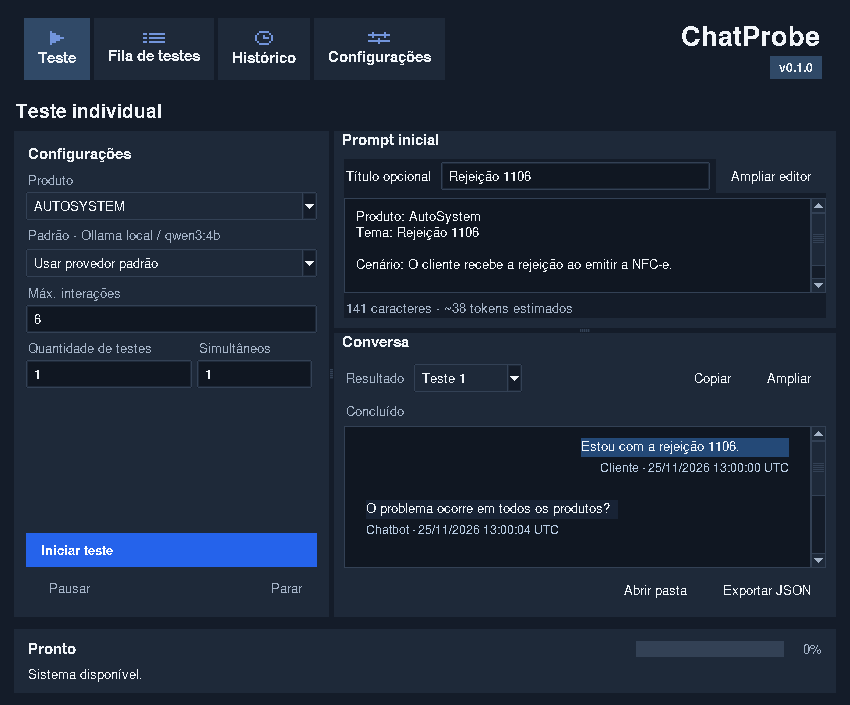 Teste
Fila de testes
Histórico
Configurações
ChatProbe
v0.1.0
Teste individual
Configurações
Produto
AUTOSYSTEM
Padrão - Ollama local / qwen3:4b
Usar provedor padrão
Máx. interações
6
Quantidade de testes
Simultâneos
1
1
Iniciar teste
Pausar
Parar
Prompt inicial
Título opcional
Rejeição 1106
Ampliar editor
Produto: AutoSystem
Tema: Rejeição 1106
Cenário: O cliente recebe a rejeição ao emitir a NFC-e.
141 caracteres - ~38 tokens estimados
Conversa
Resultado
Teste 1
Copiar
Ampliar
Concluído
Estou com a rejeição 1106.
Cliente - 25/11/2026 13:00:00 UTC
O problema ocorre em todos os produtos?
Chatbot - 25/11/2026 13:00:04 UTC
Abrir pasta
Exportar JSON
Pronto
0%
Sistema disponível.